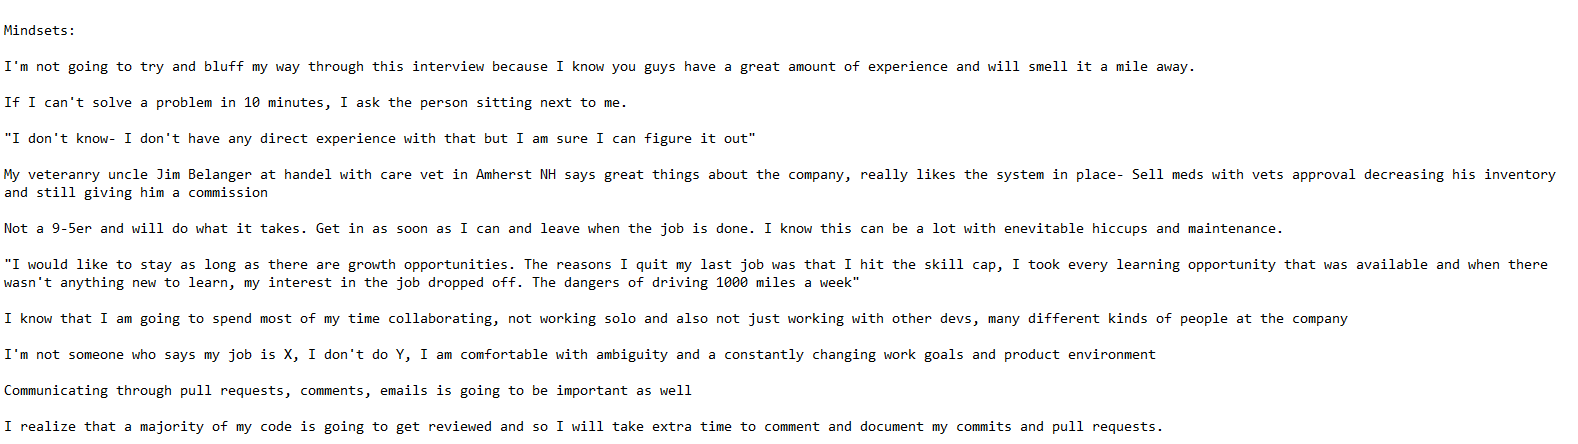 Mindsets:
I'm not going to try and bluff my way through this interview because I know you guys have a great amount of experience and will smell it a mile away.
If I can't solve a problem in 10 minutes, I ask the person sitting next to me.
"I don't know- I don't have any direct experience with that but I am sure I can figure it out"
My veteranry uncle Jim Belanger at handel with care vet in Amherst NH says great things about the company, really likes the system in place- Sell meds with vets approval decreasing his inventory
and still giving him a commission
Not a 9-5er and will do what it takes. Get in as soon as I can and leave when the job is done. I know this can be a lot with enevitable hiccups and maintenance.
"I would like to stay as long as there are growth opportunities. The reasons I quit my last job was that I hit the skill cap, I took every learning opportunity that was available and when there
wasn't anything new to learn, my interest in the job dropped off. The dangers of driving 1000 miles a week"
I know that I am going to spend most of my time collaborating, not working solo and also not just working with other devs, many different kinds of people at the company
I'm not someone who says my job is X, I don't do Y, I am comfortable with ambiguity and a constantly changing work goals and product environment
Communicating through pull requests, comments, emails is going to be important as well
I realize that a majority of my code is going to get reviewed and so I will take extra time to comment and document my commits and pull requests.